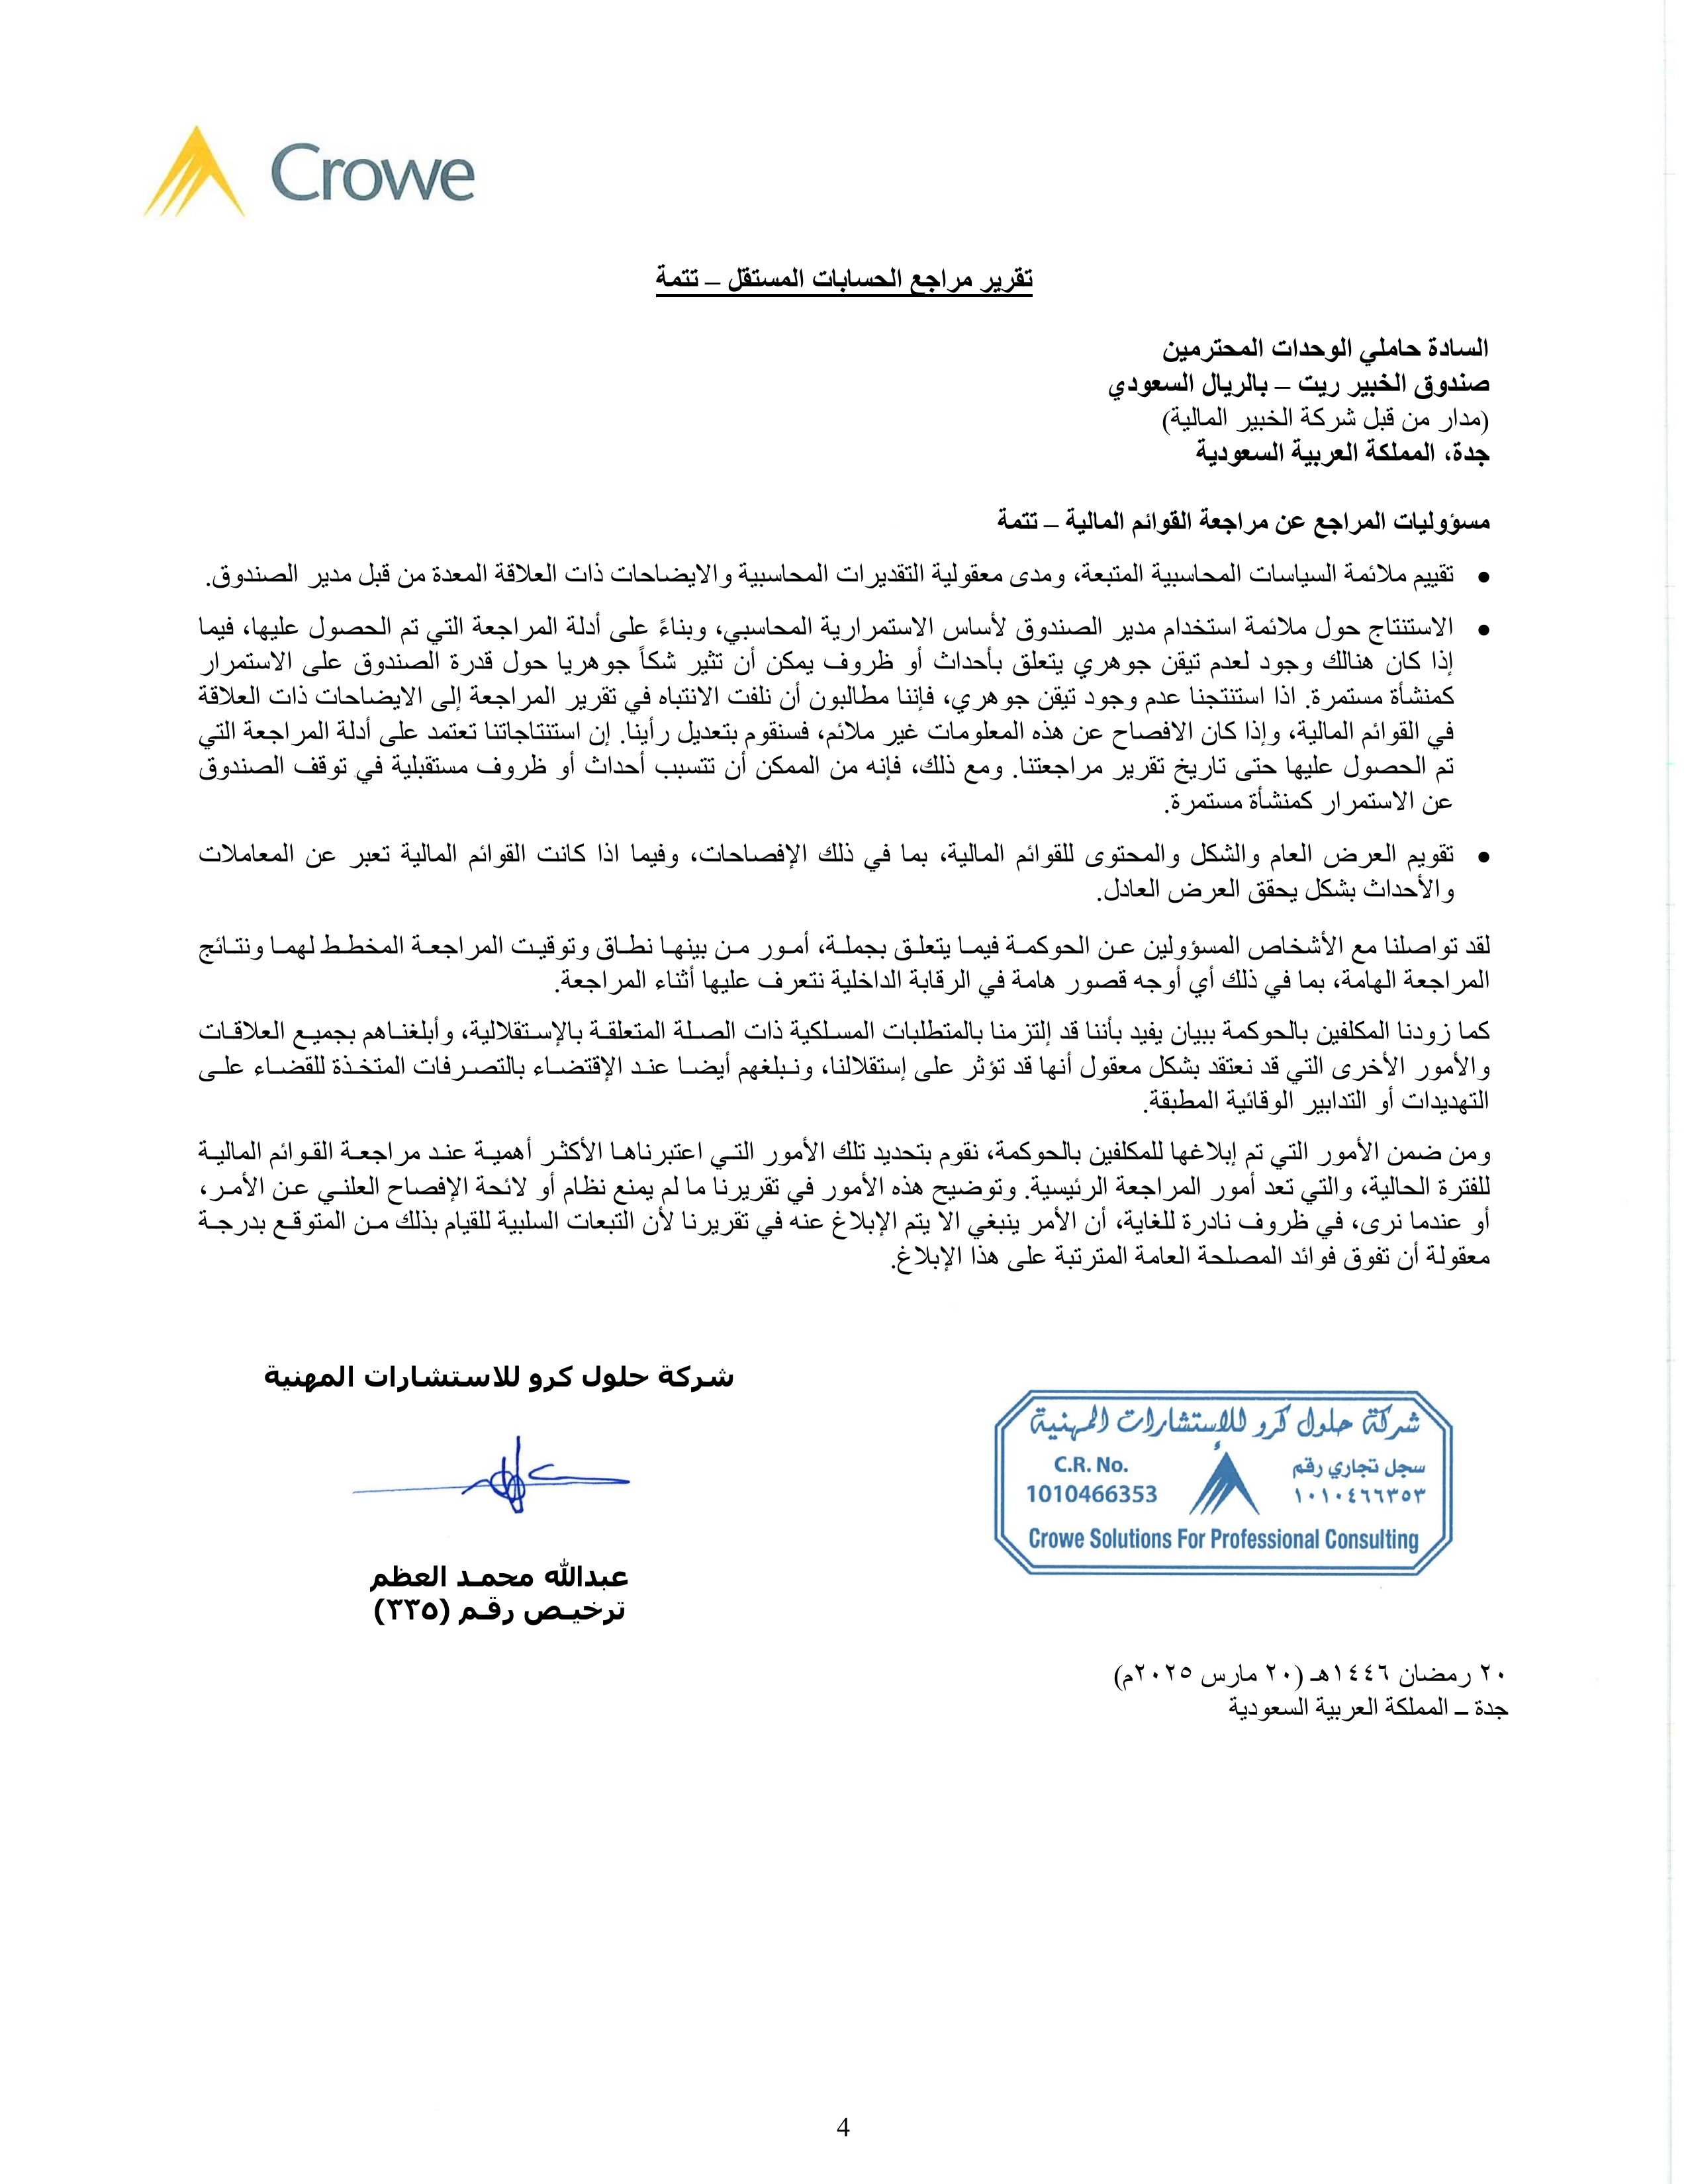 Crowe
تقرير مراجع الحسابات المستقل – تتمة
السادة حاملي الوحدات المحترمين
صندوق الخبير ريت – بالريال السعودي
(مدار من قبل شركة الخبير المالية)
جدة، المملكة العربية السعودية
مسؤوليات المراجع عن مراجعة القوائم المالية – تتمة
• تقييم ملائمة السياسات المحاسبية المتبعة، ومدى معقولية التقديرات المحاسبية والايضاحات ذات العلاقة المعدة من قبل مدير الصندوق.
• الاستنتاج حول ملائمة استخدام مدير الصندوق لأساس الاستمرارية المحاسبي، وبناءً على أدلة المراجعة التي تم الحصول عليها، فيما
إذا كان هنالك وجود لعدم تيقن جوهري يتعلق بأحداث أو ظروف يمكن أن تثير شكاً جوهريا حول قدرة الصندوق على الاستمرار
كمنشأة مستمرة. اذا استنتجنا عدم وجود تيقن جوهري، فإننا مطالبون أن نلفت الانتباه في تقرير المراجعة إلى الايضاحات ذات العلاقة
في القوائم المالية، وإذا كان الافصاح عن هذه المعلومات غير ملائم، فسنقوم بتعديل رأينا. إن استنتاجاتنا تعتمد على أدلة المراجعة التي
تم الحصول عليها حتى تاريخ تقرير مراجعتنا. ومع ذلك، فإنه من الممكن أن تتسبب أحداث أو ظروف مستقبلية في توقف الصندوق
عن الاستمرار كمنشأة مستمرة.
• تقويم العرض العام والشكل والمحتوى للقوائم المالية، بما في ذلك الإفصاحات، وفيما اذا كانت القوائم المالية تعبر عن المعاملات
والأحداث بشكل يحقق العرض العادل.
لقد تواصلنا مع الأشخاص المسؤولين عن الحوكمة فيما يتعلق بجملة، أمور من بينها نطاق وتوقيت المراجعة المخطط لهما ونتائج
المراجعة الهامة، بما في ذلك أي أوجه قصور هامة في الرقابة الداخلية نتعرف عليها أثناء المراجعة.
كما زودنا المكلفين بالحوكمة ببيان يفيد بأننا قد إلتزمنا بالمتطلبات المسلكية ذات الصلة المتعلقة بالإستقلالية، وأبلغناهم بجميع العلاقات
والأمور الأخرى التي قد نعتقد بشكل معقول أنها قد تؤثر على إستقلالنا، ونبلغهم أيضا عند الإقتضاء بالتصرفات المتخذة للقضاء على
التهديدات أو التدابير الوقائية المطبقة.
ومن ضمن الأمور التي تم إبلاغها للمكلفين بالحوكمة، نقوم بتحديد تلك الأمور التي اعتبرناها الأكثر أهمية عند مراجعة القوائم المالية
للفترة الحالية، والتي تعد أمور المراجعة الرئيسية. وتوضيح هذه الأمور في تقريرنا ما لم يمنع نظام أو لائحة الإفصاح العلني عن الأمر،
أو عندما نرى، في ظروف نادرة للغاية، أن الأمر ينبغي الا يتم الإبلاغ عنه في تقريرنا لأن التبعات السلبية للقيام بذلك من المتوقع بدرجة
معقولة أن تفوق فوائد المصلحة العامة المترتبة على هذا الإبلاغ.
شركة حلول كرو للاستشارات المهنية
شركة حلول كرو للاستشارات المهنية
سجل تجاري رقم
١٠١٠٤٦٦٣٥٣
C.R. No.
1010466353
Crowe Solutions For Professional Consulting
عبدالله محمد العظم
ترخيص رقم (٣٣٥)
٢٠ رمضان ١٤٤٦هـ (٢٠ مارس ٢٠٢٥م)
جدة – المملكة العربية السعودية
4